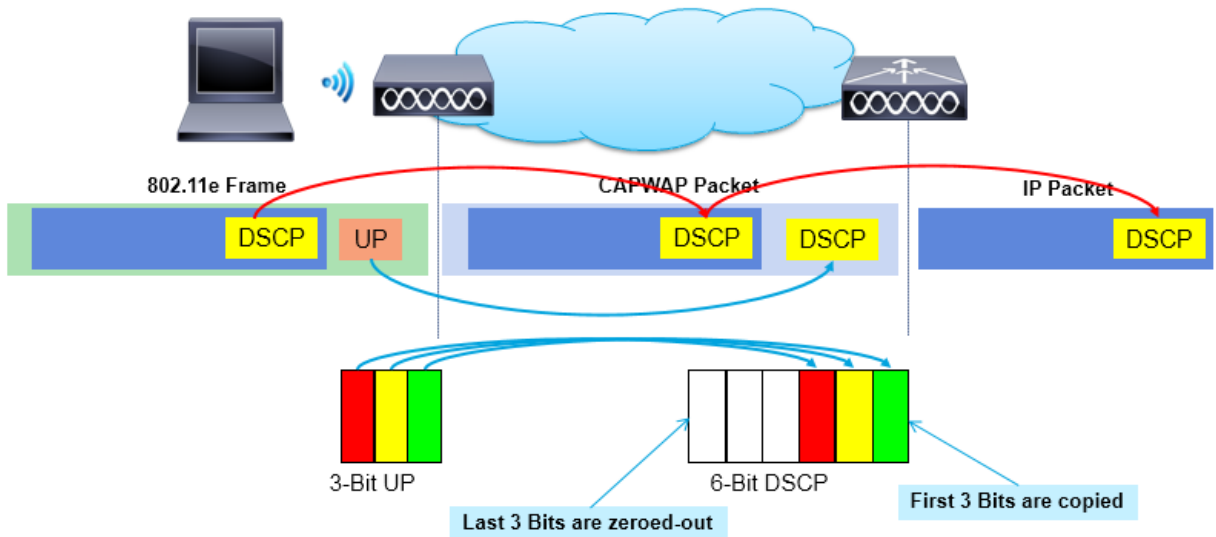 802.11e Frame
CAPWAP Packet
IP Packet
DSCP
UP
DSCP
DSCP
DSCP
3-Bit UP
6-Bit DSCP
First 3 Bits are copied
Last 3 Bits are zeroed-out